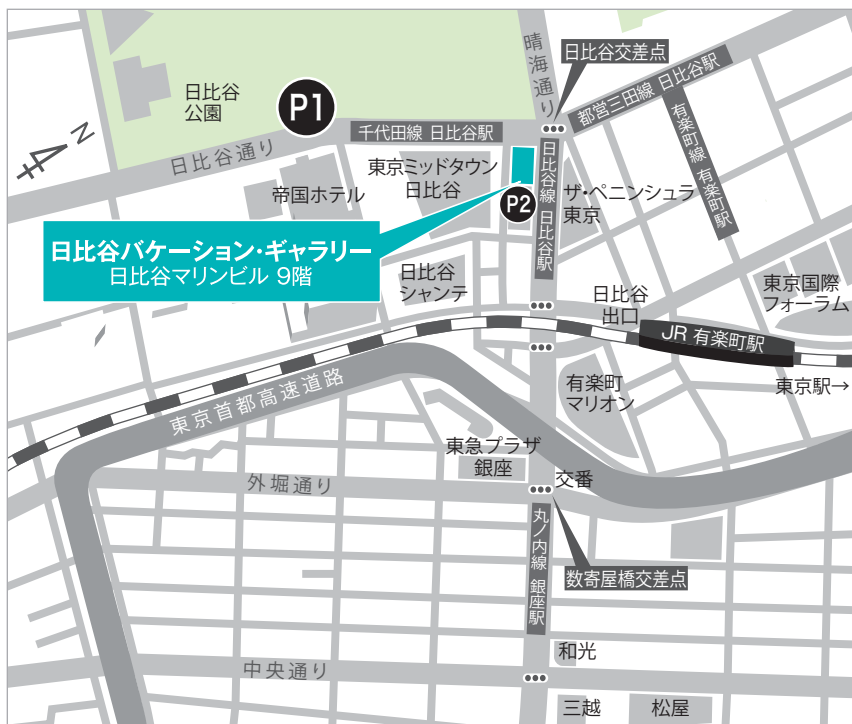 晴海通り
日比谷交差点
都営三田線 日比谷駅
日比谷
公園
P1
N
千代田線 日比谷駅
有楽町線 有楽町駅
日比谷通り
東京ミッドタウン
日比谷
帝国ホテル
P2
日比谷線 日比谷駅
ザ・ペニンシュラ
東京
日比谷バケーション・ギャラリー
日比谷マリンビル 9階
日比谷
シャンテ
日比谷
出口
東京国際
フォーラム
JR 有楽町駅
東京駅→
東京首都高速道路
有楽町
マリオン
東急プラザ
銀座
外堀通り
交番
丸ノ内線 銀座駅
数寄屋橋交差点
和光
中央通り
三越
松屋